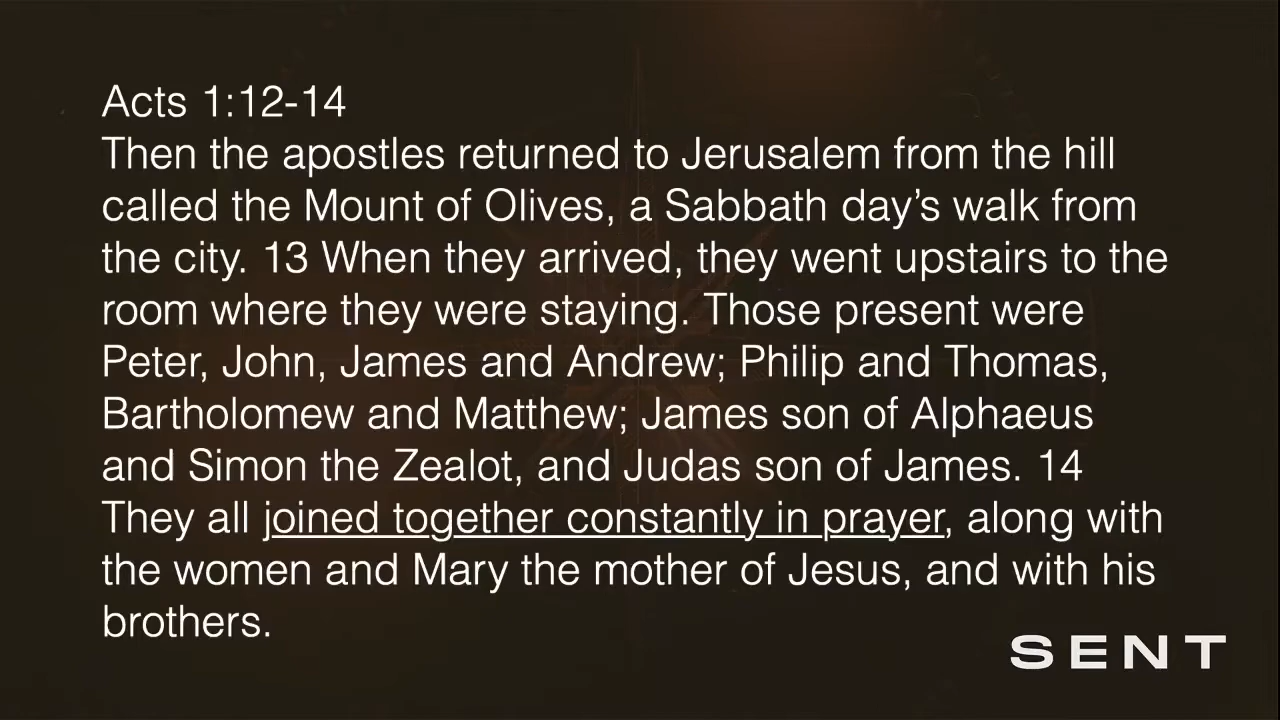 Acts 1:12-14
Then the apostles returned to Jerusalem from the hill
called the Mount of Olives, a Sabbath day’s walk from
the city. 13 When they arrived, they went upstairs to the
room where they were staying. Those present were
Peter, John, James and Andrew; Philip and Thomas,
Bartholomew and Matthew; James son of Alphaeus
and Simon the Zealot, and Judas son of James. 14
They all joined together constantly in prayer, along with
the women and Mary the mother of Jesus, and with his
brothers.
SENT